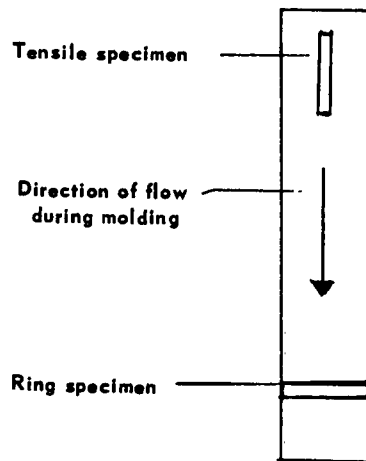 Tensile specimen
Direction of flow
during molding
Ring specimen